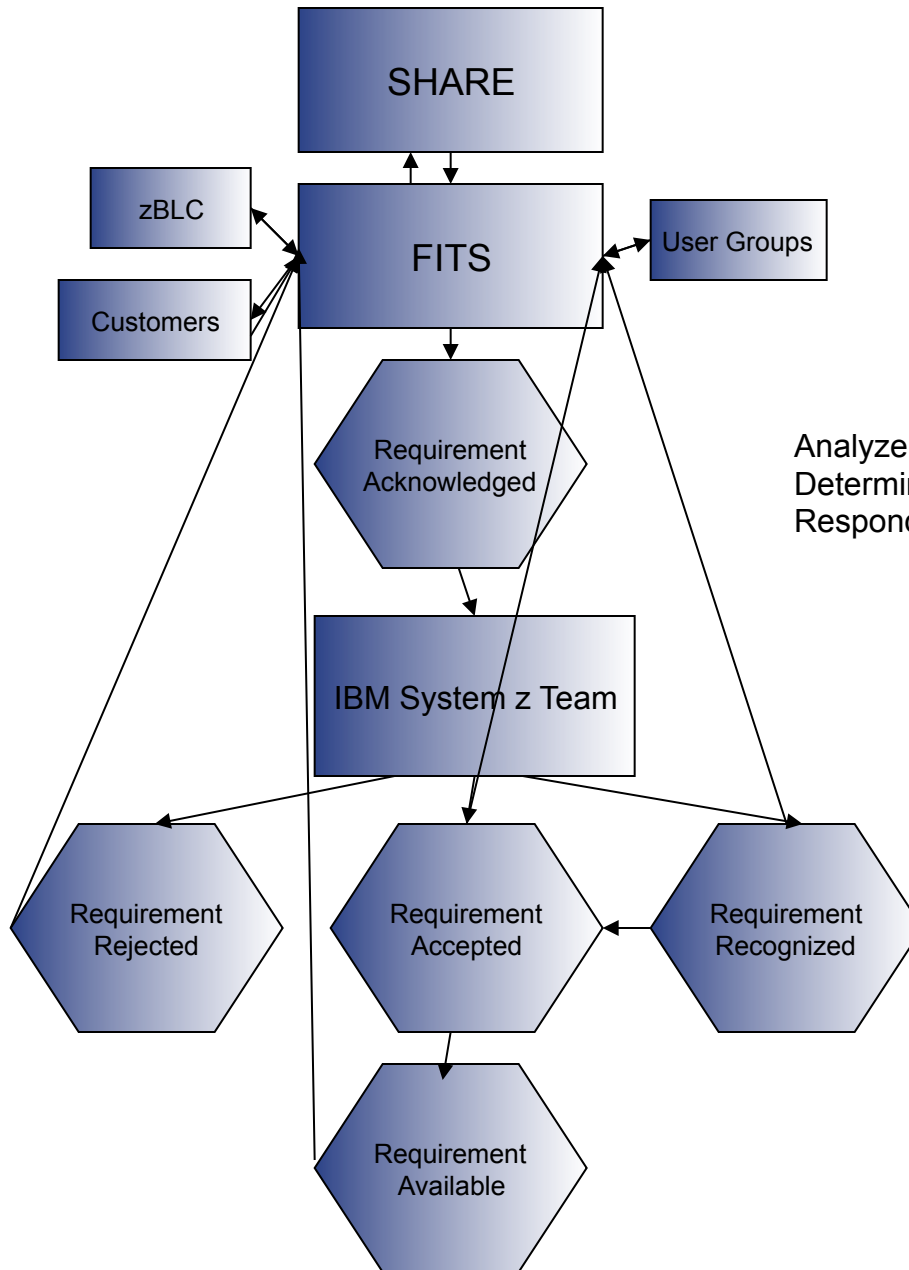 SHARE
zBLC
FITS
User Groups
Customers
Requirement
Acknowledged
Analyze
Respond
IBM System z Team
Requirement
Rejected
Requirement
Accepted
Requirement
Recognized
Requirement
Available